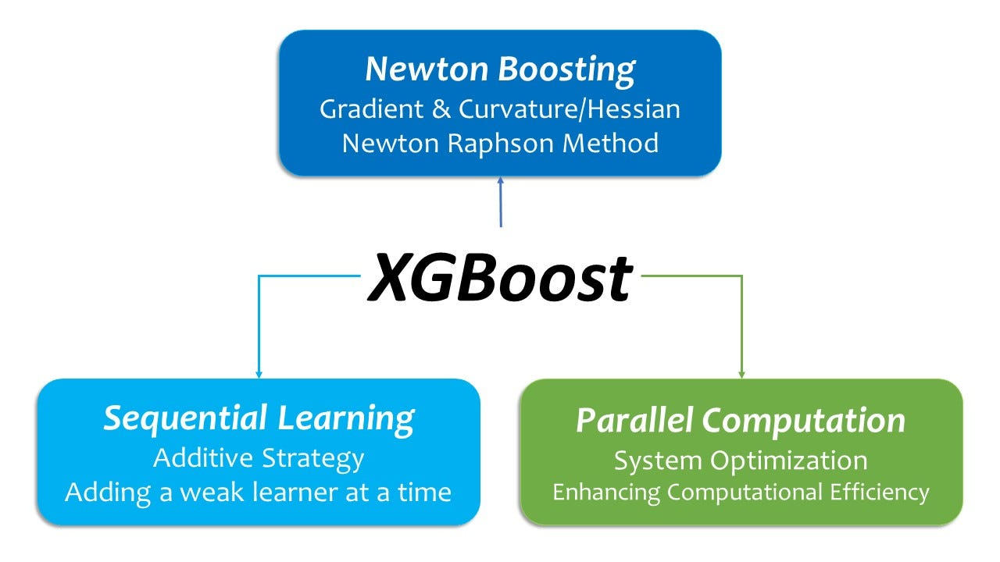 Newton Boosting
Gradient & Curvature/Hessian
Newton Raphson Method
XGBoost
Sequential Learning
Additive Strategy
Adding a weak learner at a time
Parallel Computation
System Optimization
Enhancing Computational Efficiency